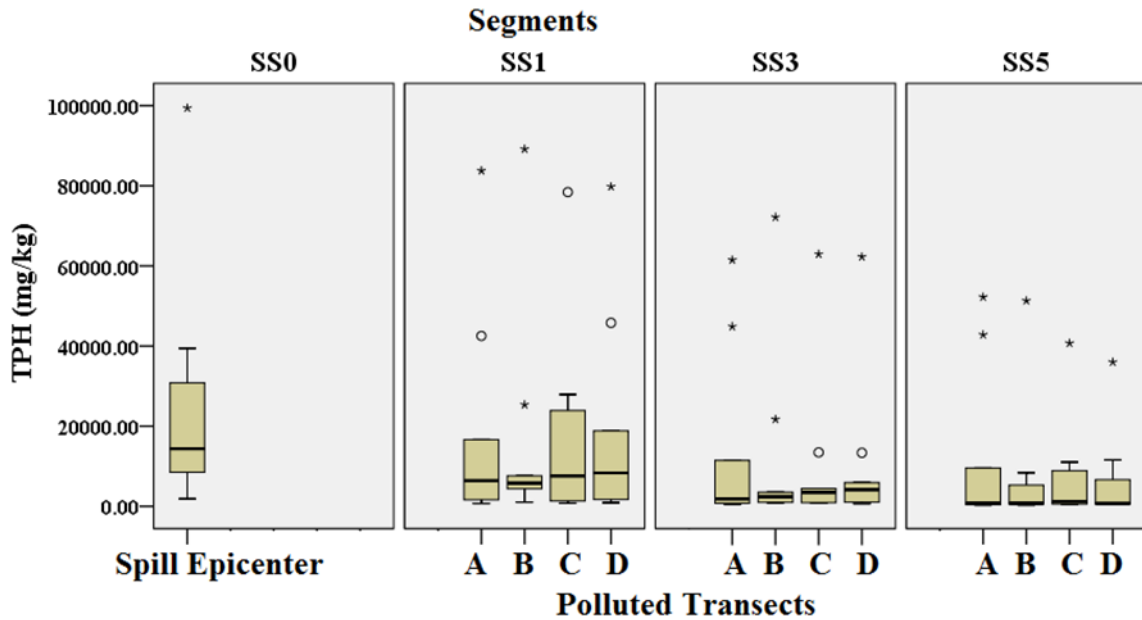 Segments
SS0 SS1 SS3 SS5
100000.00
80000.00
60000.00
40000.00
20000.00
0.00
TPH (mg/kg)
Spill Epicenter A B C D A B C D A B C D
Polluted Transects